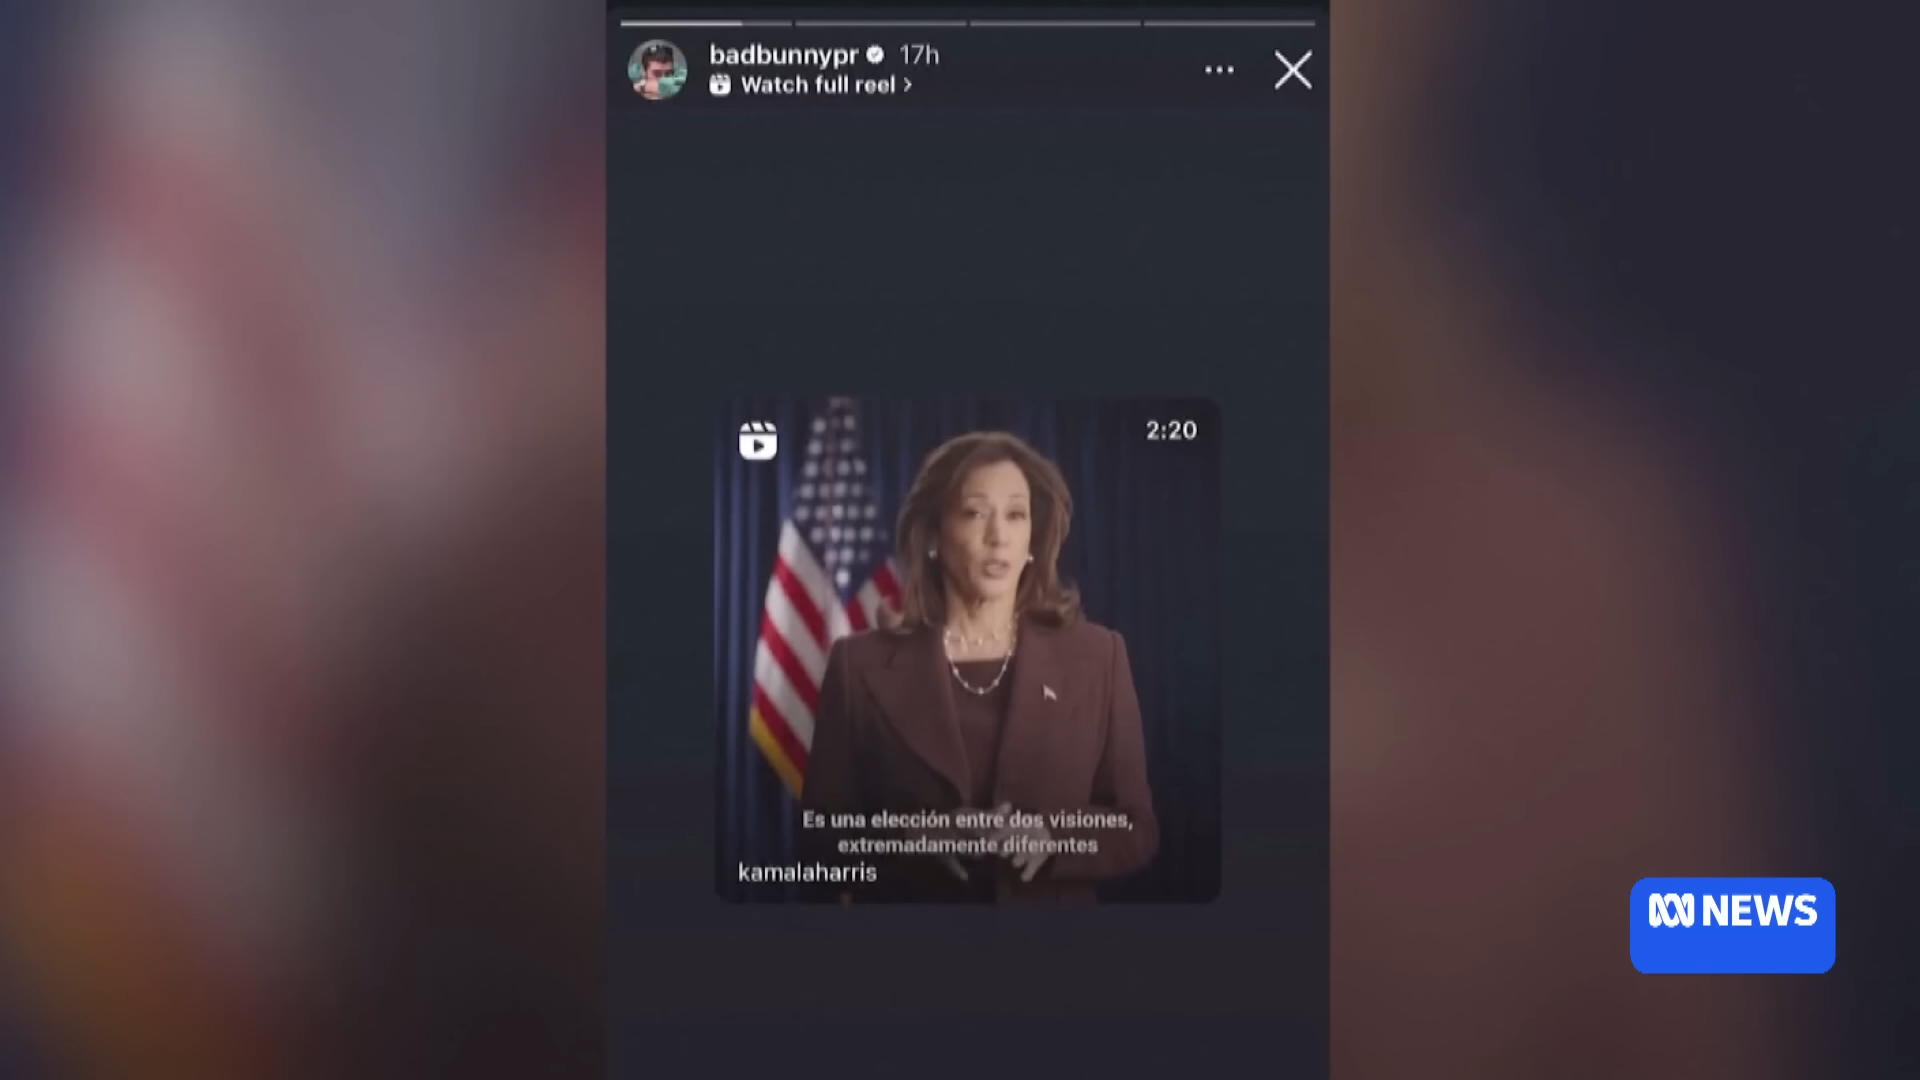 badbunnypr 17h
Watch full reel >
2:20
Es una elección entre dos visiones,
extremadamente diferentes
kamalaharris
NEWS